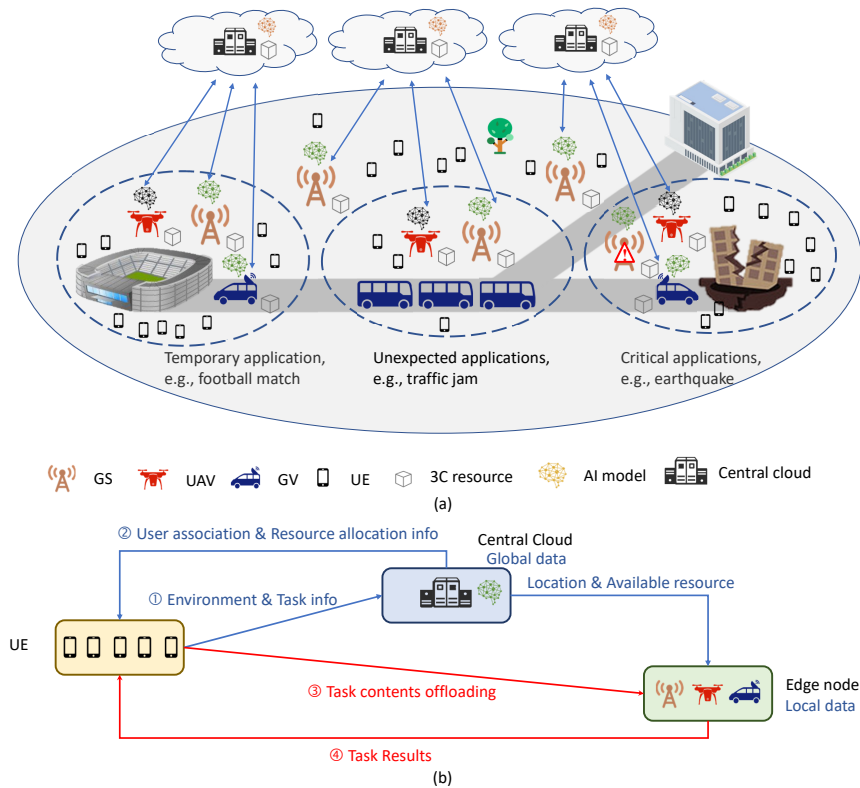 Temporary application,
e.g., football match
Unexpected applications,
e.g., traffic jam
Critical applications,
e.g., earthquake
GS
UAV
GV
UE
3C resource
AI model
Central cloud
(a)
② User association & Resource allocation info
Central Cloud
Global data
① Environment & Task info
Location & Available resource
UE
③ Task contents offloading
Edge node
Local data
④ Task Results
(b)